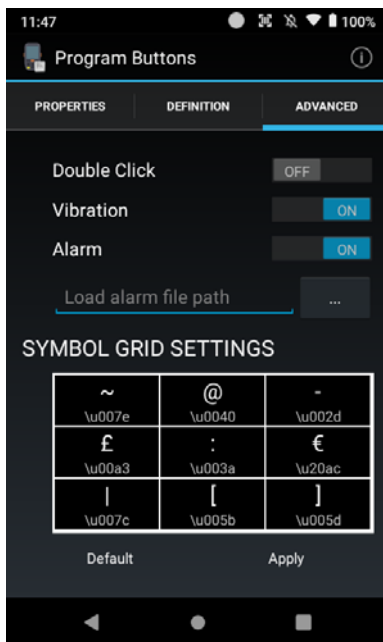 11:47 100%
Program Buttons
PROPERTIES DEFINITION ADVANCED
Double Click OFF
Vibration ON
Alarm ON
Load alarm file path ...
SYMBOL GRID SETTINGS
~ @ -
\u007e \u0040 \u002d
£ : €
\u00a3 \u003a \u20ac
| [ ]
\u007c \u005b \u005d
Default Apply